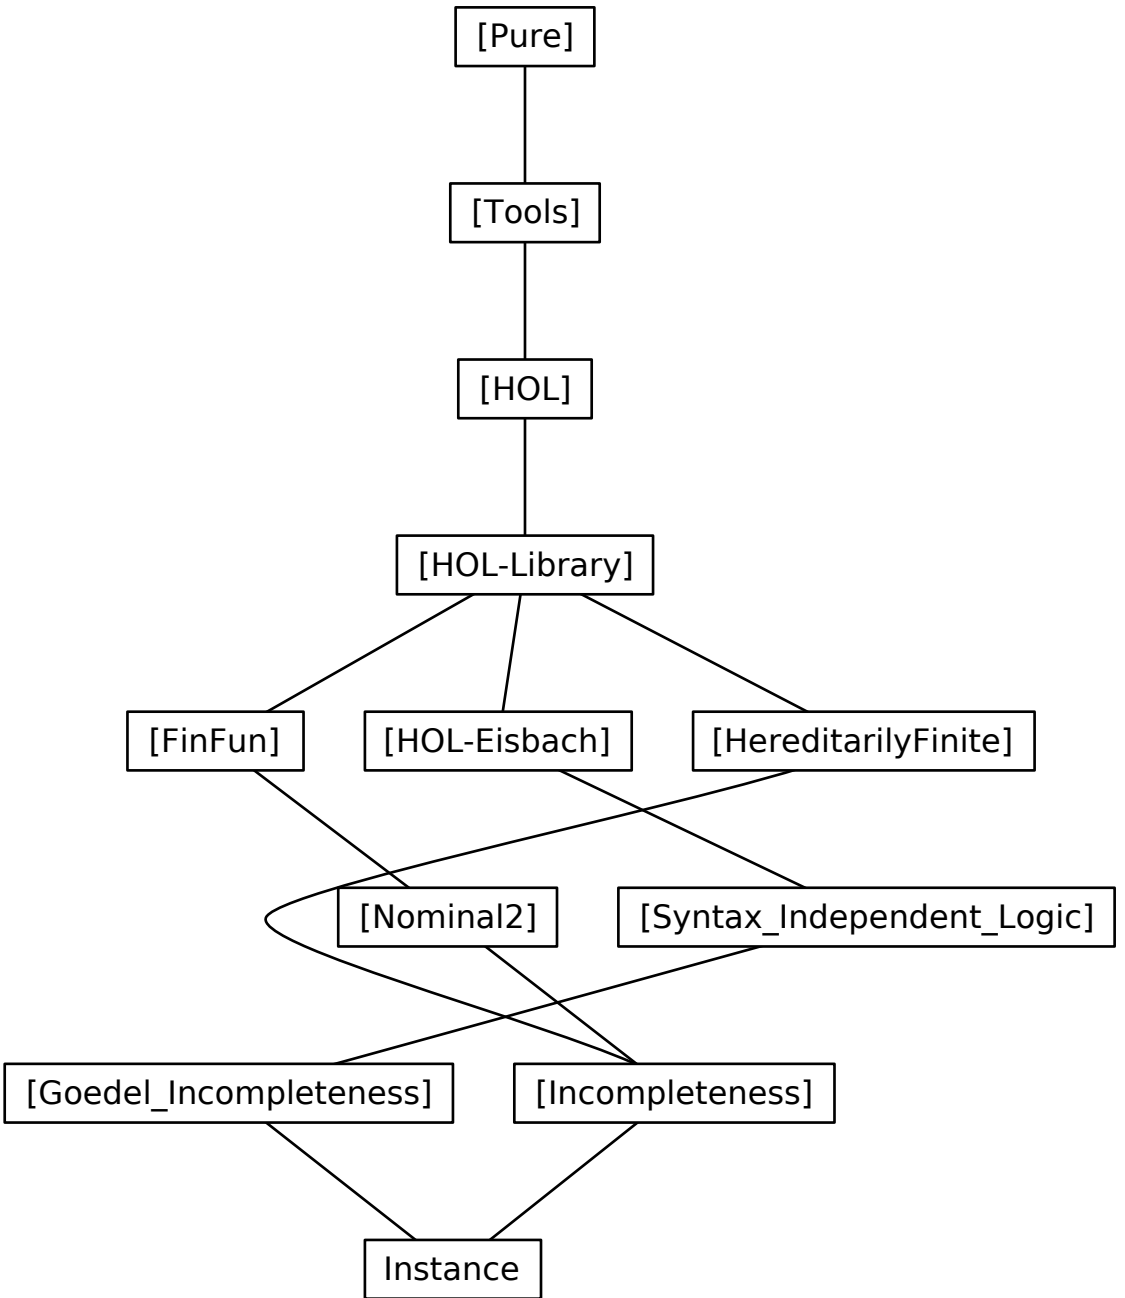 [Pure]
[Tools]
[HOL]
[HOL-Library]
[FinFun]
[HOL-Eisbach]
[HereditarilyFinite]
[Nominal2]
[Syntax_Independent_Logic]
[Goedel_Incompleteness]
[Incompleteness]
Instance